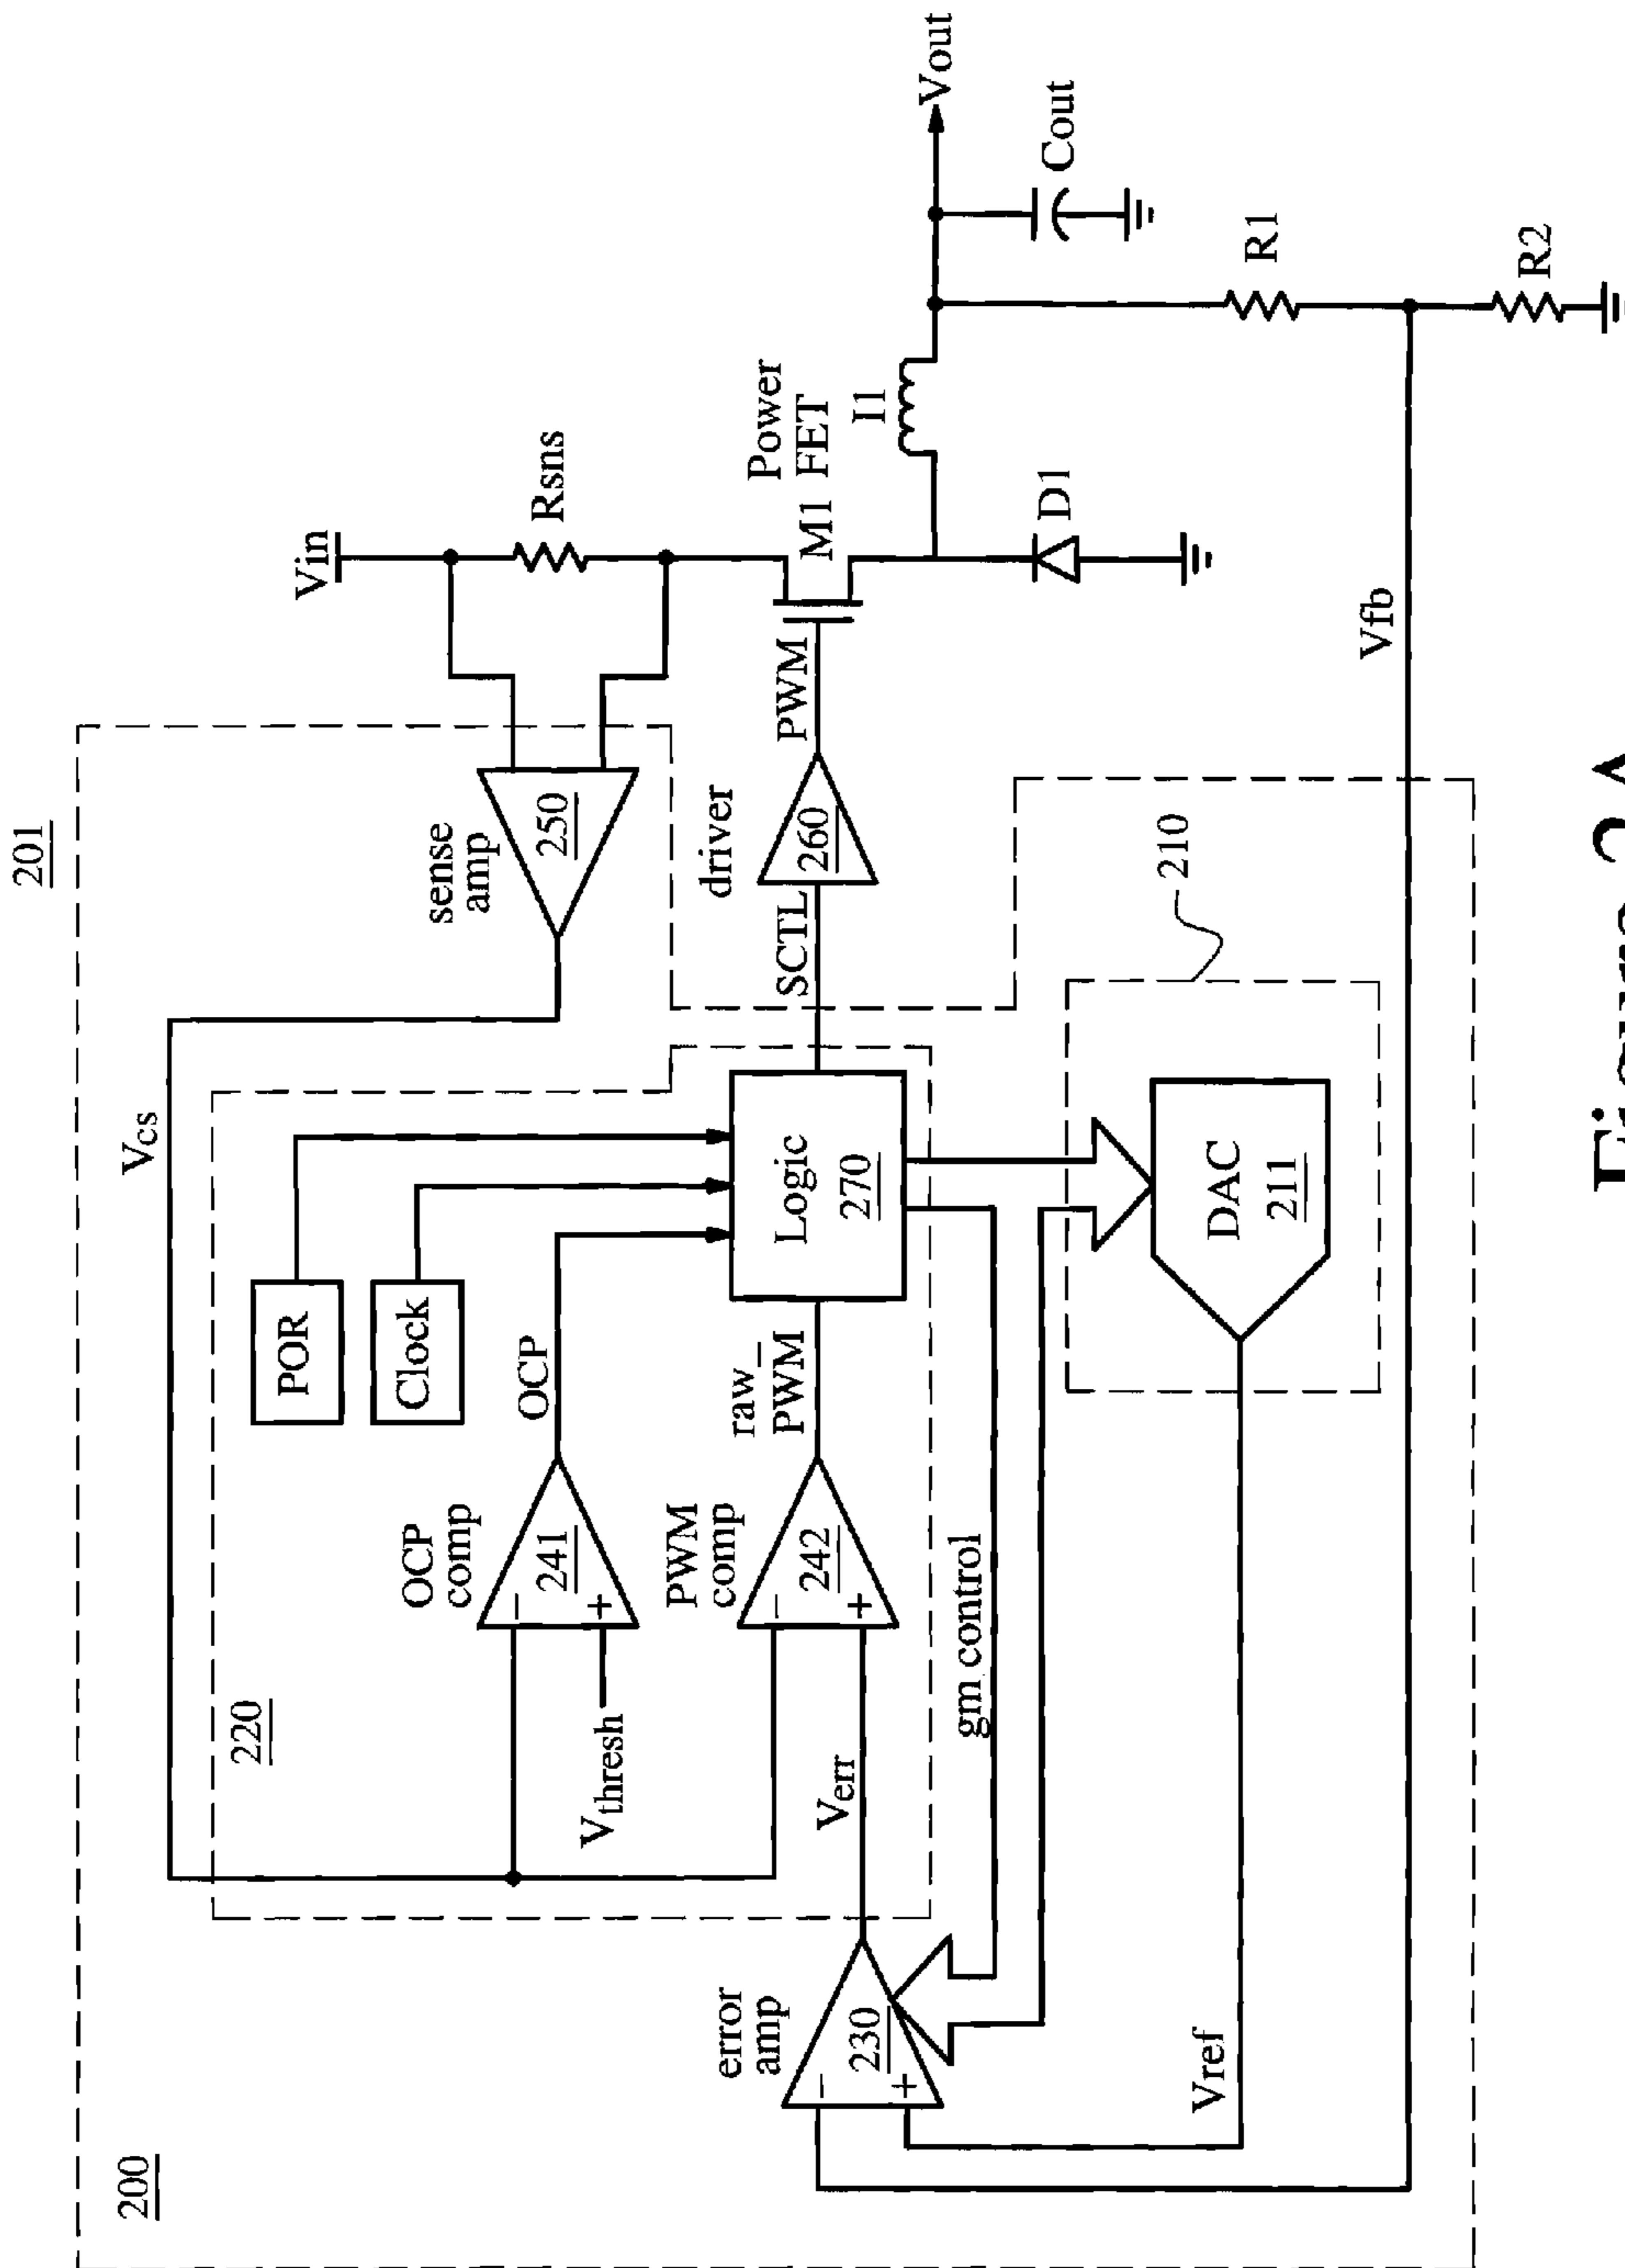 201
200
220
Vcs
sense
amp
250
Vin
Rsns
POR
Clock
OCP
OCP
comp
241
Vthresh
raw_
PWM
PWM
comp
242
Verr
Logic
270
SCTL
driver
260
PWM
M1
Power
FET
I1
D1
Vout
Cout
R1
R2
error
amp
230
gm control
210
DAC
211
Vref
Vfb
-
+
-
+
-
+
Figure 2A